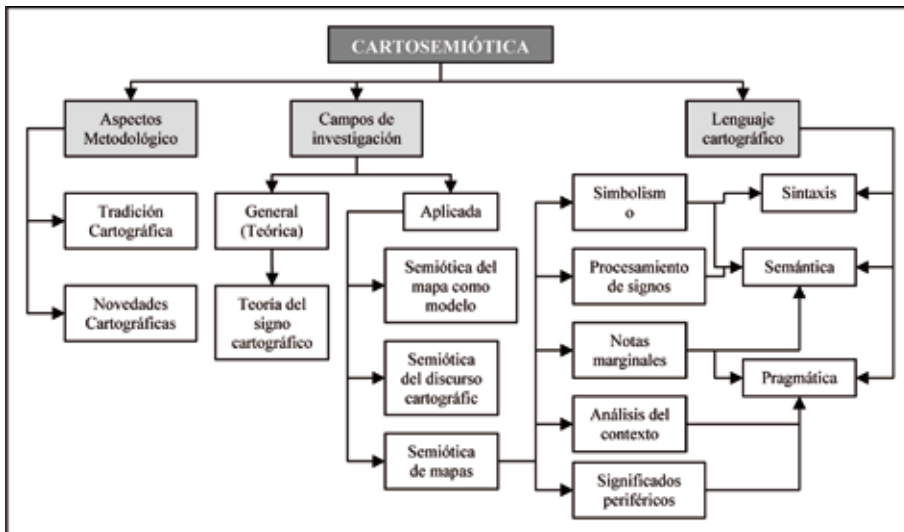 CARTOSEMIÓTICA
Aspectos
Metodológico
Campos de
investigación
Lenguaje
cartográfico
Tradición
Cartográfica
Novedades
Cartográficas
General
(Teórica)
Teoría del
signo
cartográfico
Aplicada
Semiótica del
mapa como
modelo
Semiótica
del discurso
cartográfic
Semiótica
de mapas
Simbolism
o
Procesamiento
de signos
Notas
marginales
Análisis del
contexto
Significados
periféricos
Sintaxis
Semántica
Pragmática